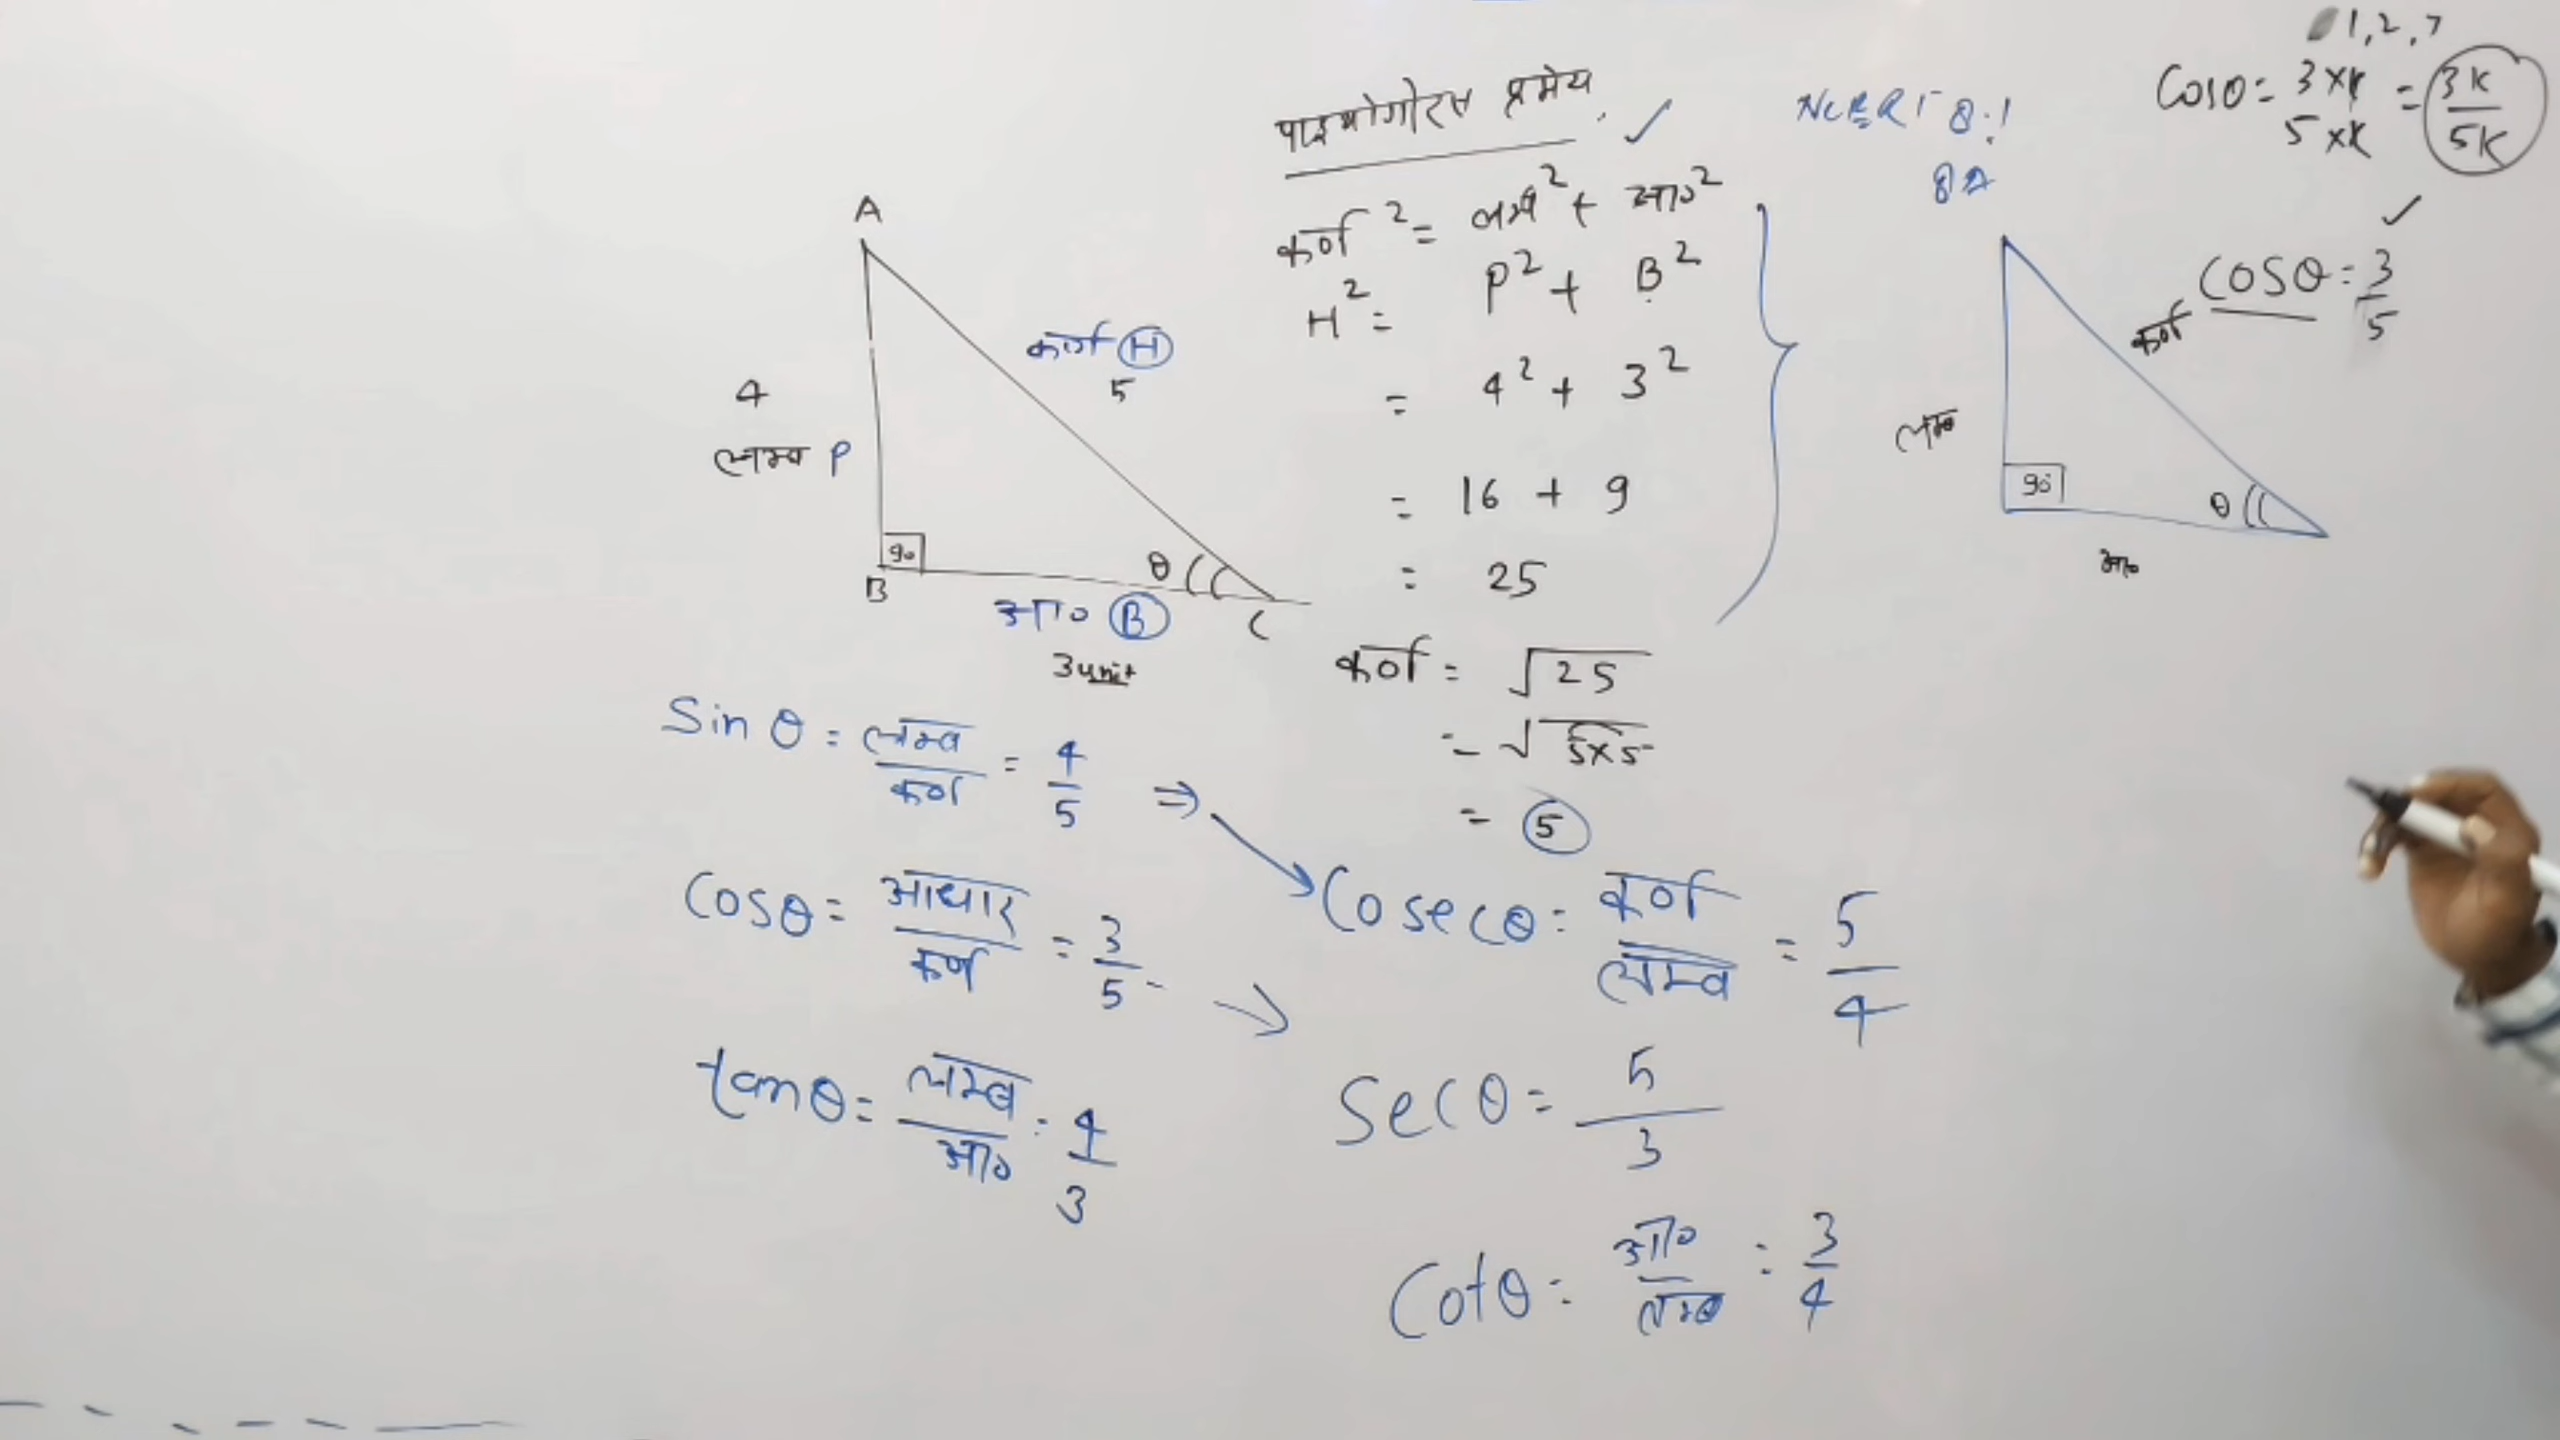 A
कर्ण H
5
4
लम्ब P
90
B
θ
C
आ० B
3 unit
Sin θ = लम्ब/कर्ण = 4/5 ⇒
Cosθ = आधार/कर्ण = 3/5 →
tanθ = लम्ब/आ० = 4/3
पाइथोगोरस प्रमेय ✓
कर्ण² = लम्ब² + आ०²
H² = P² + B²
= 4² + 3²
= 16 + 9
= 25
कर्ण = √25
= √5×5
= 5
Cosecθ = कर्ण/लम्ब = 5/4
Secθ = 5/3
Cotθ = आ०/लम्ब = 3/4
NCERT 8.1
1, 2, 7
Cosθ = 3×K/5×K = 3K/5K
✓
COSθ = 3/5
कर्ण
लम्ब
90°
θ
आ०